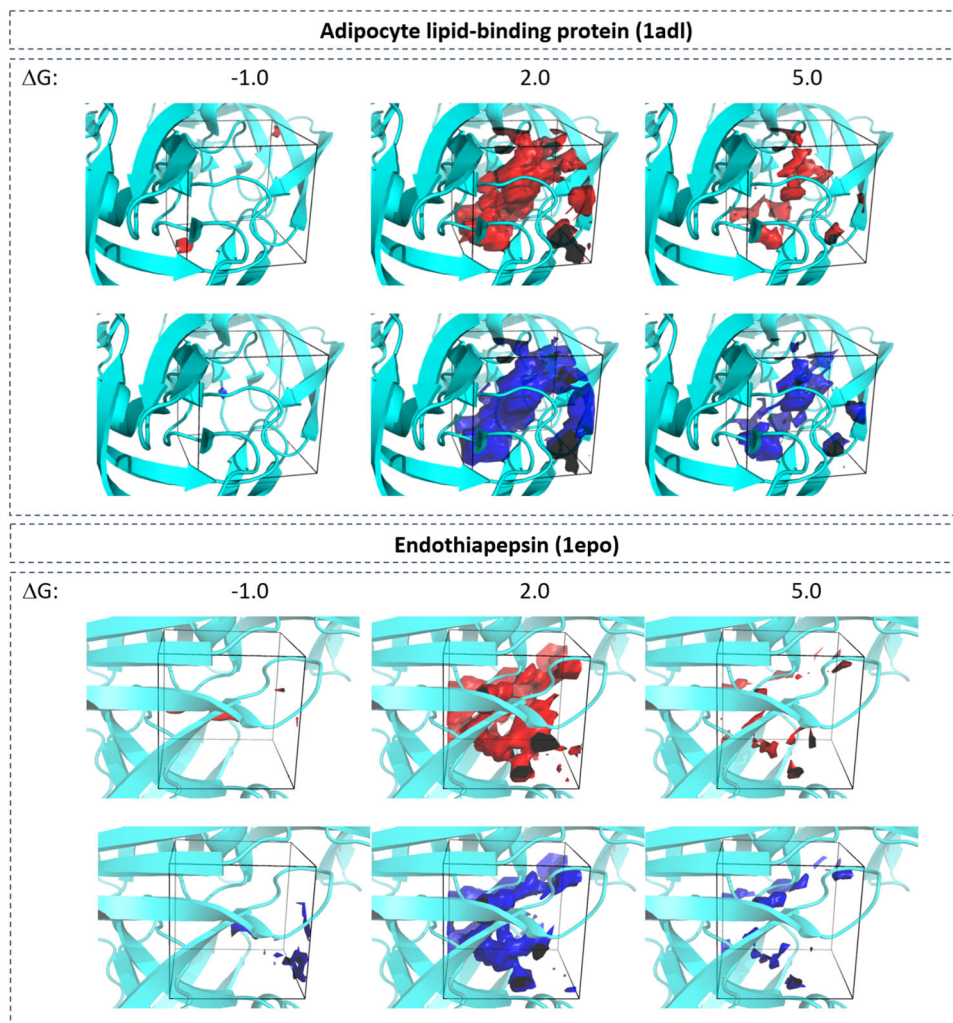 Adipocyte lipid-binding protein (1adl)
ΔG: -1.0 2.0 5.0
Endothiapepsin (1epo)
ΔG: -1.0 2.0 5.0